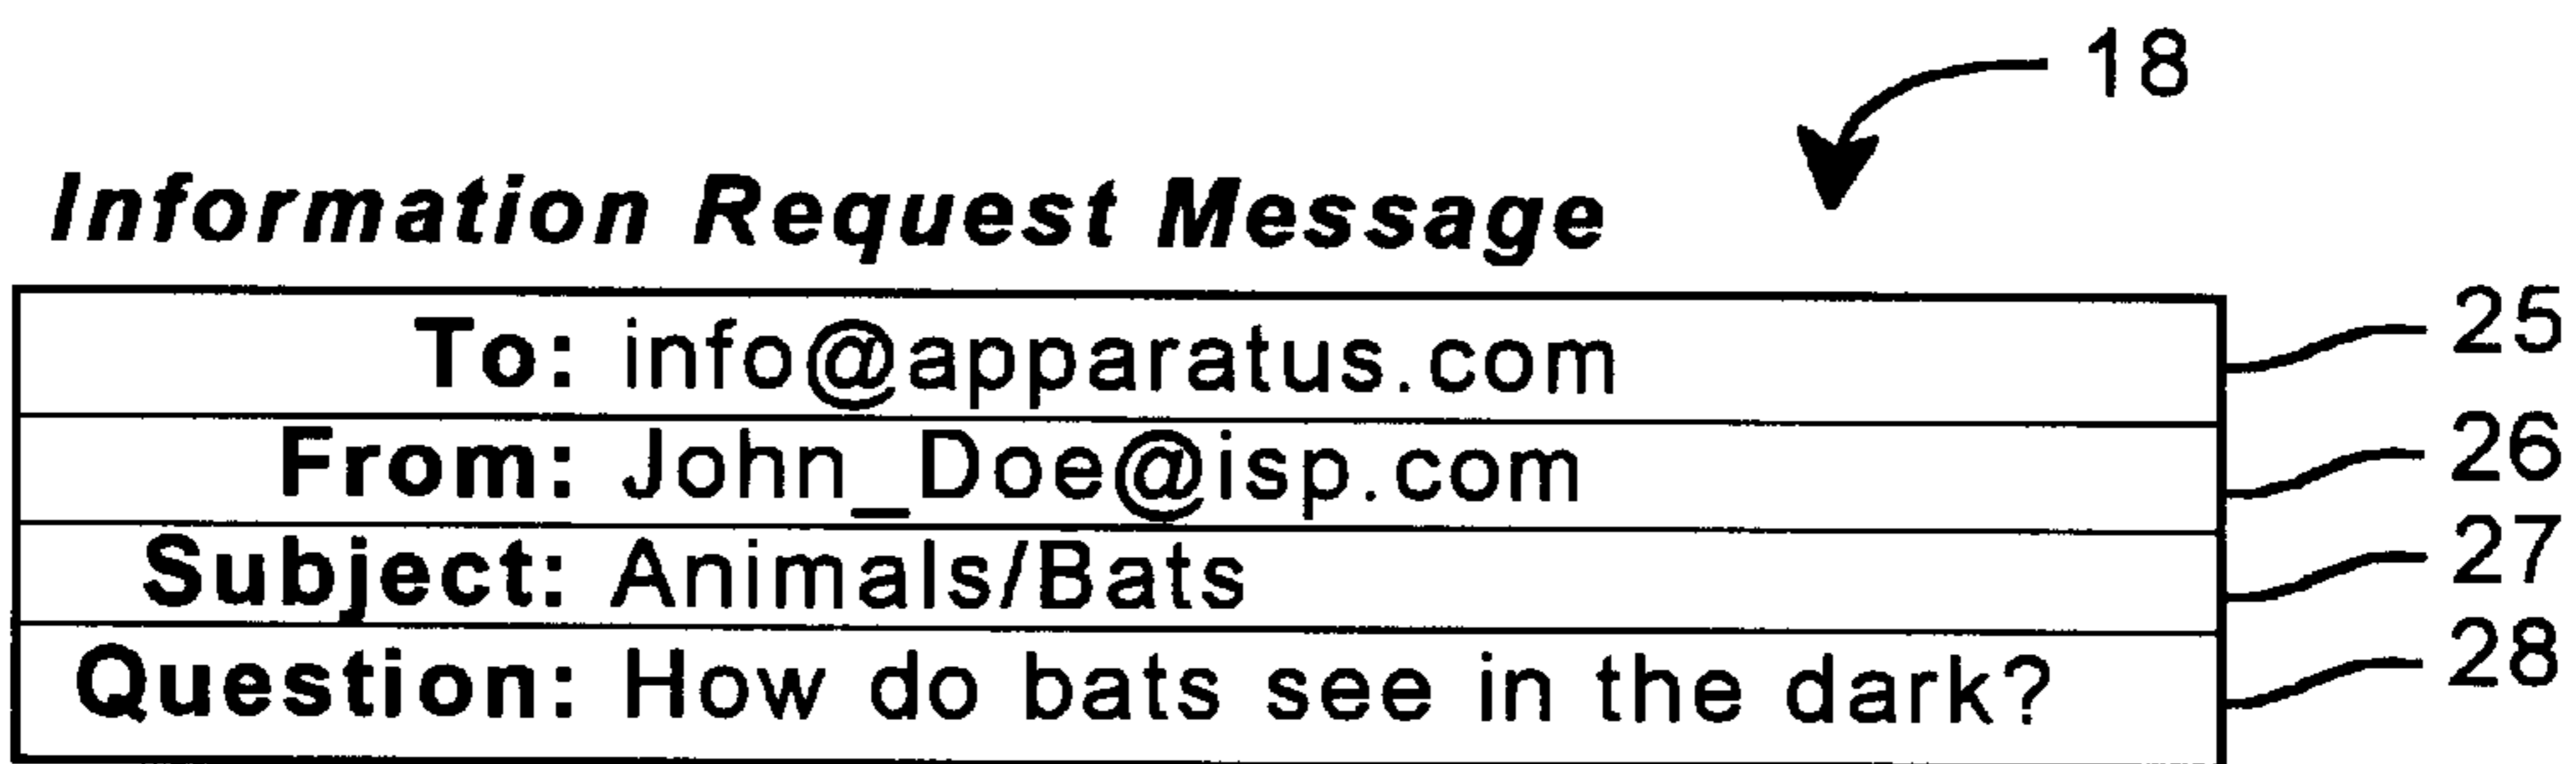 18
Information Request Message
To: info@apparatus.com 25
From: John_Doe@isp.com 26
Subject: Animals/Bats 27
Question: How do bats see in the dark? 28